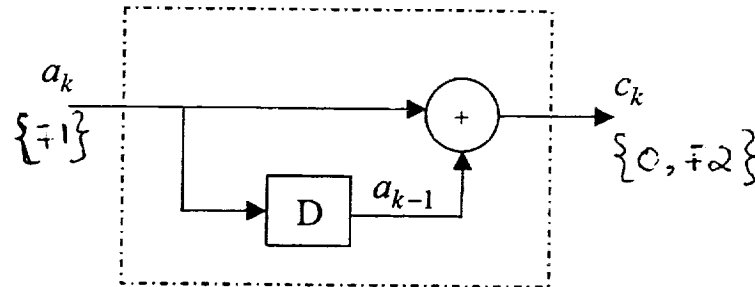 a_k
{∓1}
+
c_k
{0, ∓2}
D
a_{k-1}